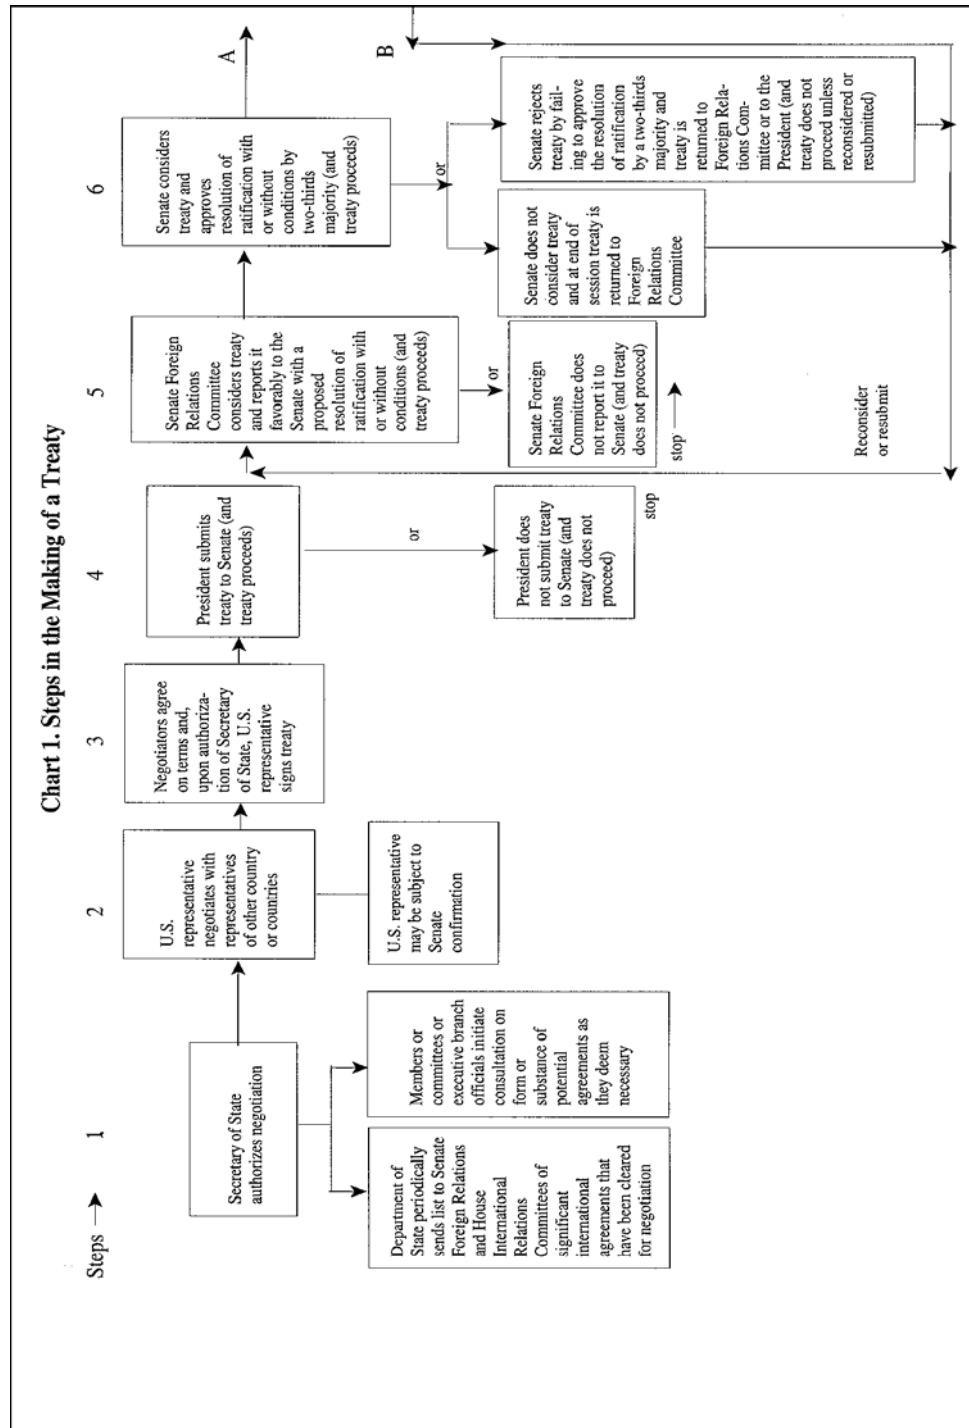 Chart 1. Steps in the Making of a Treaty
Steps
1
2
3
4
5
6
Secretary of State
authorizes negotiation
Department of
State periodically
sends list to Senate
Foreign Relations
and House
International
Relations
Committees of
significant
international
agreements that
have been cleared
for negotiation
Members or
committees or
executive branch
officials initiate
consultation on
form or
substance of
potential
agreements as
they deem
necessary
U.S.
representative
negotiates with
representatives
of other country
or countries
U.S. representative
may be subject to
Senate
confirmation
Negotiators agree
on terms and,
upon authoriza-
tion of Secretary
of State, U.S.
representative
signs treaty
President submits
treaty to Senate (and
treaty proceeds)
or
President does
not submit treaty
to Senate (and
treaty does not
proceed)
stop
Senate Foreign
Relations
Committee
considers treaty
and reports it
favorably to the
Senate with a
proposed
resolution of
ratification with
or without
conditions (and
treaty proceeds)
or
Senate Foreign
Relations
Committee does
not report it to
Senate (and treaty
does not proceed)
stop
Reconsider
or resubmit
Senate considers
treaty and
approves
resolution of
ratification with
or without
conditions by
two-thirds
majority (and
treaty proceeds)
or
Senate does not
consider treaty
and at end of
session treaty is
returned to
Foreign
Relations
Committee
Senate rejects
treaty by fail-
ing to approve
the resolution
of ratification
by a two-thirds
majority and
treaty is
returned to
Foreign Rela-
tions Com-
mittee or to the
President (and
treaty does not
proceed unless
reconsidered or
resubmitted)
A
B